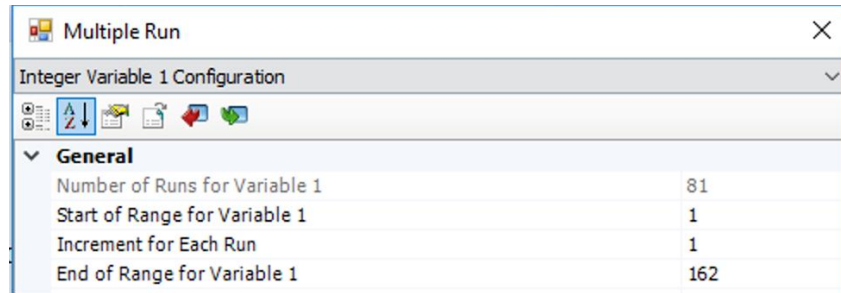 Multiple Run
Integer Variable 1 Configuration
General
Number of Runs for Variable 1 81
Start of Range for Variable 1 1
Increment for Each Run 1
End of Range for Variable 1 162